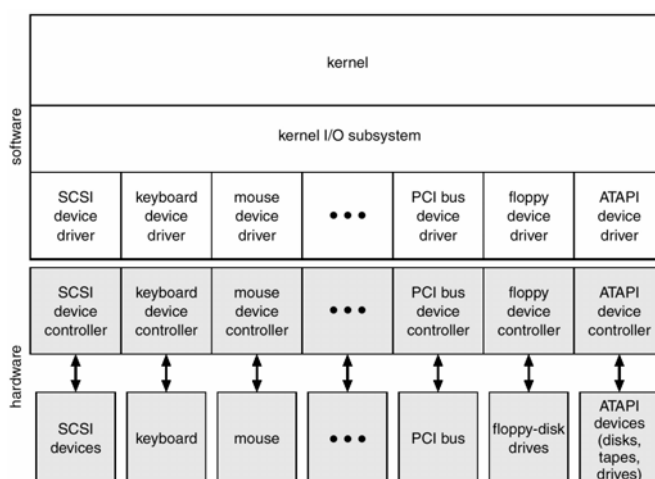 kernel
software
kernel I/O subsystem
SCSI
device
driver
keyboard
device
driver
mouse
device
driver
PCI bus
device
driver
floppy
device
driver
ATAPI
device
driver
hardware
SCSI
device
controller
keyboard
device
controller
mouse
device
controller
PCI bus
device
controller
floppy
device
controller
ATAPI
device
controller
SCSI
devices
keyboard
mouse
PCI bus
floppy-disk
drives
ATAPI
devices
(disks,
tapes,
drives)